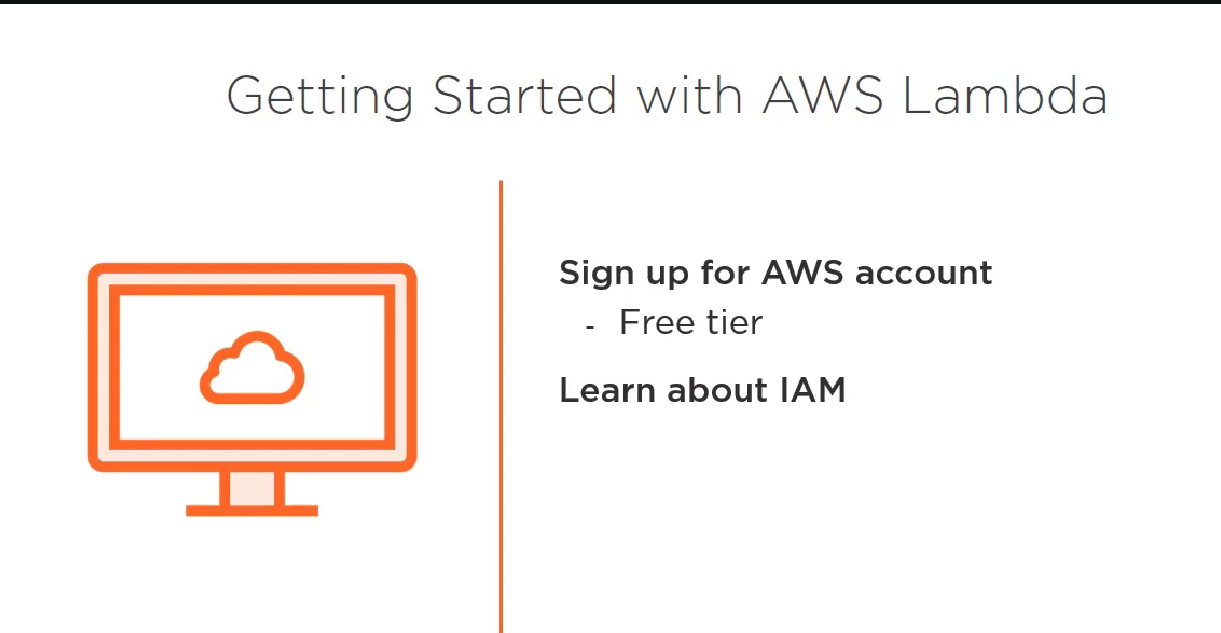 Getting Started with AWS Lambda
Sign up for AWS account
- Free tier
Learn about IAM